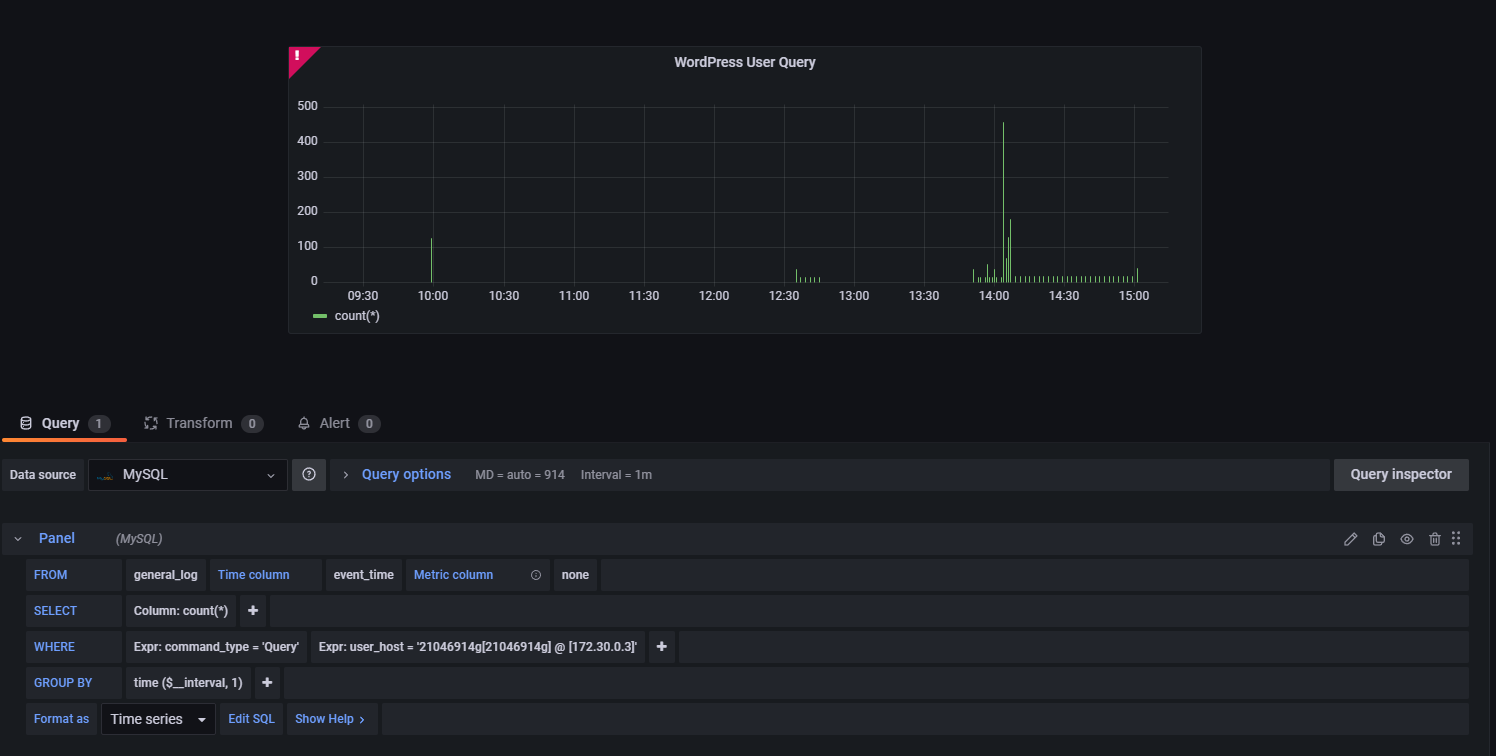 !
WordPress User Query
500
400
300
200
100
0
09:30 10:00 10:30 11:00 11:30 12:00 12:30 13:00 13:30 14:00 14:30 15:00
count(*)
Query 1 Transform 0 Alert 0
Data source MySQL Query options MD = auto = 914 Interval = 1m Query inspector
Panel (MySQL)
FROM general_log Time column event_time Metric column none
SELECT Column: count(*) +
WHERE Expr: command_type = 'Query' Expr: user_host = '21046914g[21046914g] @ [172.30.0.3]' +
GROUP BY time ($__interval, 1) +
Format as Time series Edit SQL Show Help >